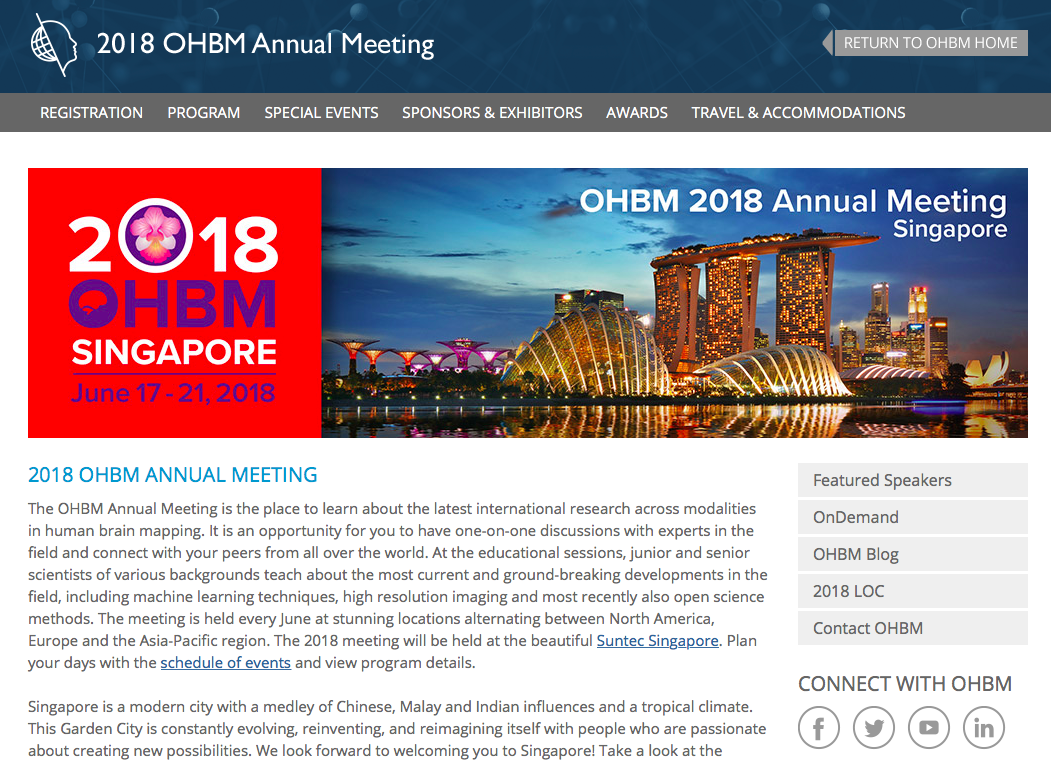 2018 OHBM Annual Meeting
RETURN TO OHBM HOME
REGISTRATION PROGRAM SPECIAL EVENTS SPONSORS & EXHIBITORS AWARDS TRAVEL & ACCOMMODATIONS
2018
OHBM
SINGAPORE
June 17 - 21, 2018
OHBM 2018 Annual Meeting
Singapore
2018 OHBM ANNUAL MEETING
The OHBM Annual Meeting is the place to learn about the latest international research across modalities
in human brain mapping. It is an opportunity for you to have one-on-one discussions with experts in the
field and connect with your peers from all over the world. At the educational sessions, junior and senior
scientists of various backgrounds teach about the most current and ground-breaking developments in the
field, including machine learning techniques, high resolution imaging and most recently also open science
methods. The meeting is held every June at stunning locations alternating between North America,
Europe and the Asia-Pacific region. The 2018 meeting will be held at the beautiful Suntec Singapore. Plan
your days with the schedule of events and view program details.
Singapore is a modern city with a medley of Chinese, Malay and Indian influences and a tropical climate.
This Garden City is constantly evolving, reinventing, and reimagining itself with people who are passionate
about creating new possibilities. We look forward to welcoming you to Singapore! Take a look at the
Featured Speakers
OnDemand
OHBM Blog
2018 LOC
Contact OHBM
CONNECT WITH OHBM